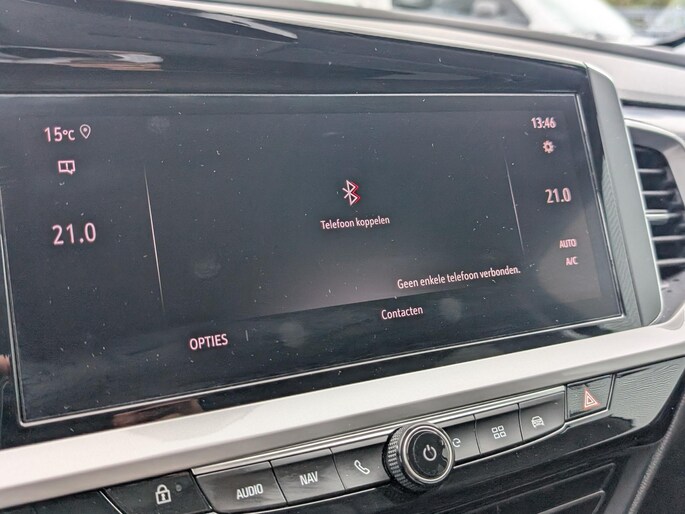 15°C
13:46
21.0
21.0
Telefoon koppelen
AUTO
A/C
Geen enkele telefoon verbonden.
Contacten
OPTIES
AUDIO
NAV